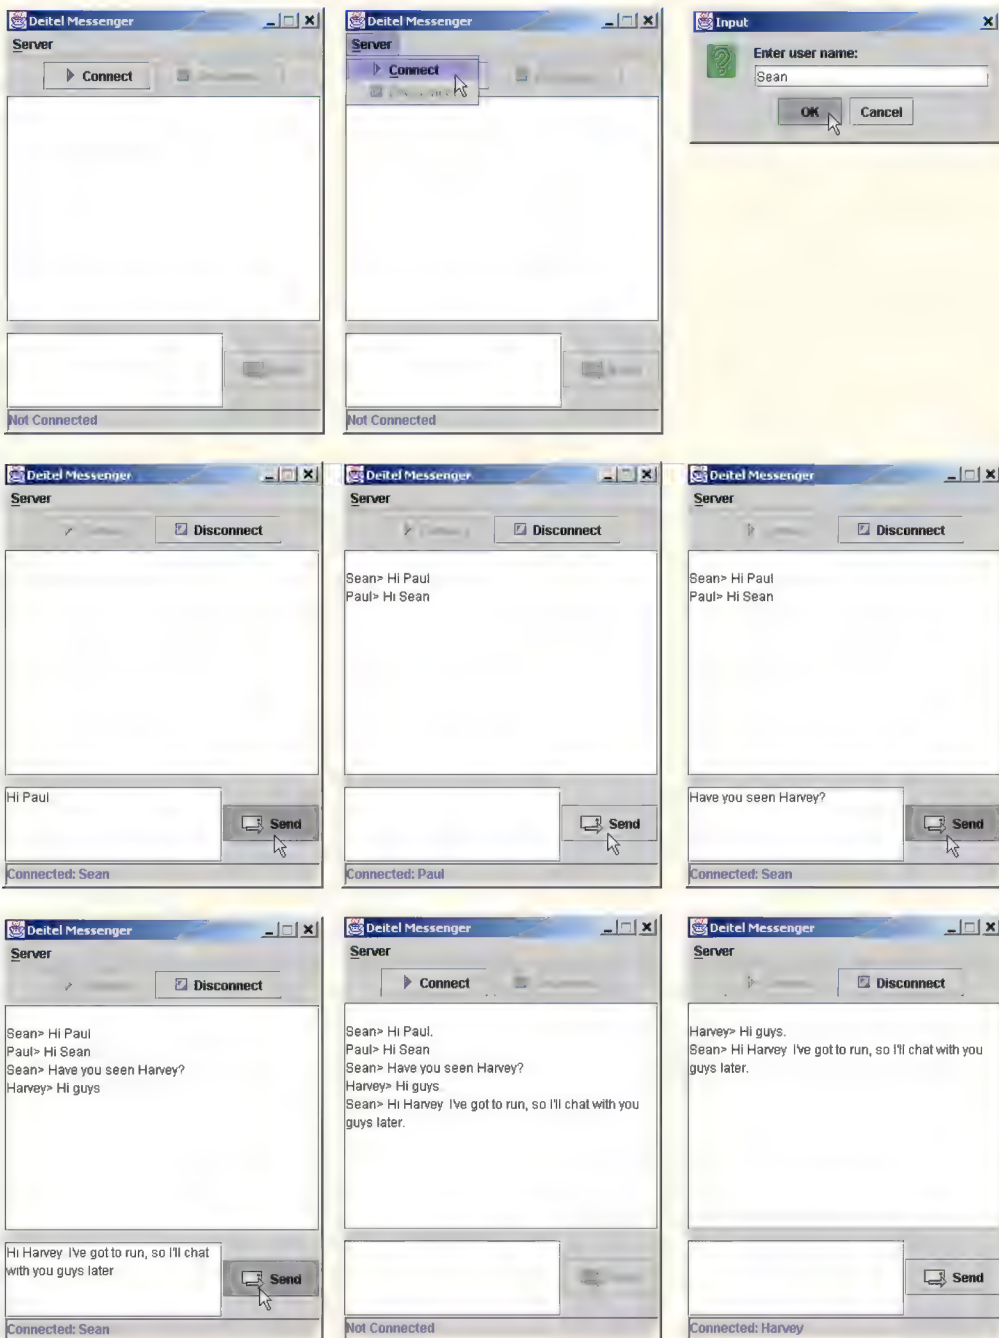 Deitel Messenger
Server
Connect
Not Connected
Deitel Messenger
Server
Connect
Not Connected
Input
Enter user name:
Sean
OK Cancel
Deitel Messenger
Server
Disconnect
Hi Paul
Send
Connected: Sean
Deitel Messenger
Server
Disconnect
Sean> Hi Paul
Paul> Hi Sean
Send
Connected: Paul
Deitel Messenger
Server
Disconnect
Sean> Hi Paul
Paul> Hi Sean
Have you seen Harvey?
Send
Connected: Sean
Deitel Messenger
Server
Disconnect
Sean> Hi Paul
Paul> Hi Sean
Sean> Have you seen Harvey?
Harvey> Hi guys
Hi Harvey I've got to run, so I'll chat
with you guys later
Send
Connected: Sean
Deitel Messenger
Server
Connect
Sean> Hi Paul.
Paul> Hi Sean
Sean> Have you seen Harvey?
Harvey> Hi guys
Sean> Hi Harvey I've got to run, so I'll chat with you
guys later.
Not Connected
Deitel Messenger
Server
Disconnect
Harvey> Hi guys.
Sean> Hi Harvey I've got to run, so I'll chat with you
guys later.
Send
Connected: Harvey